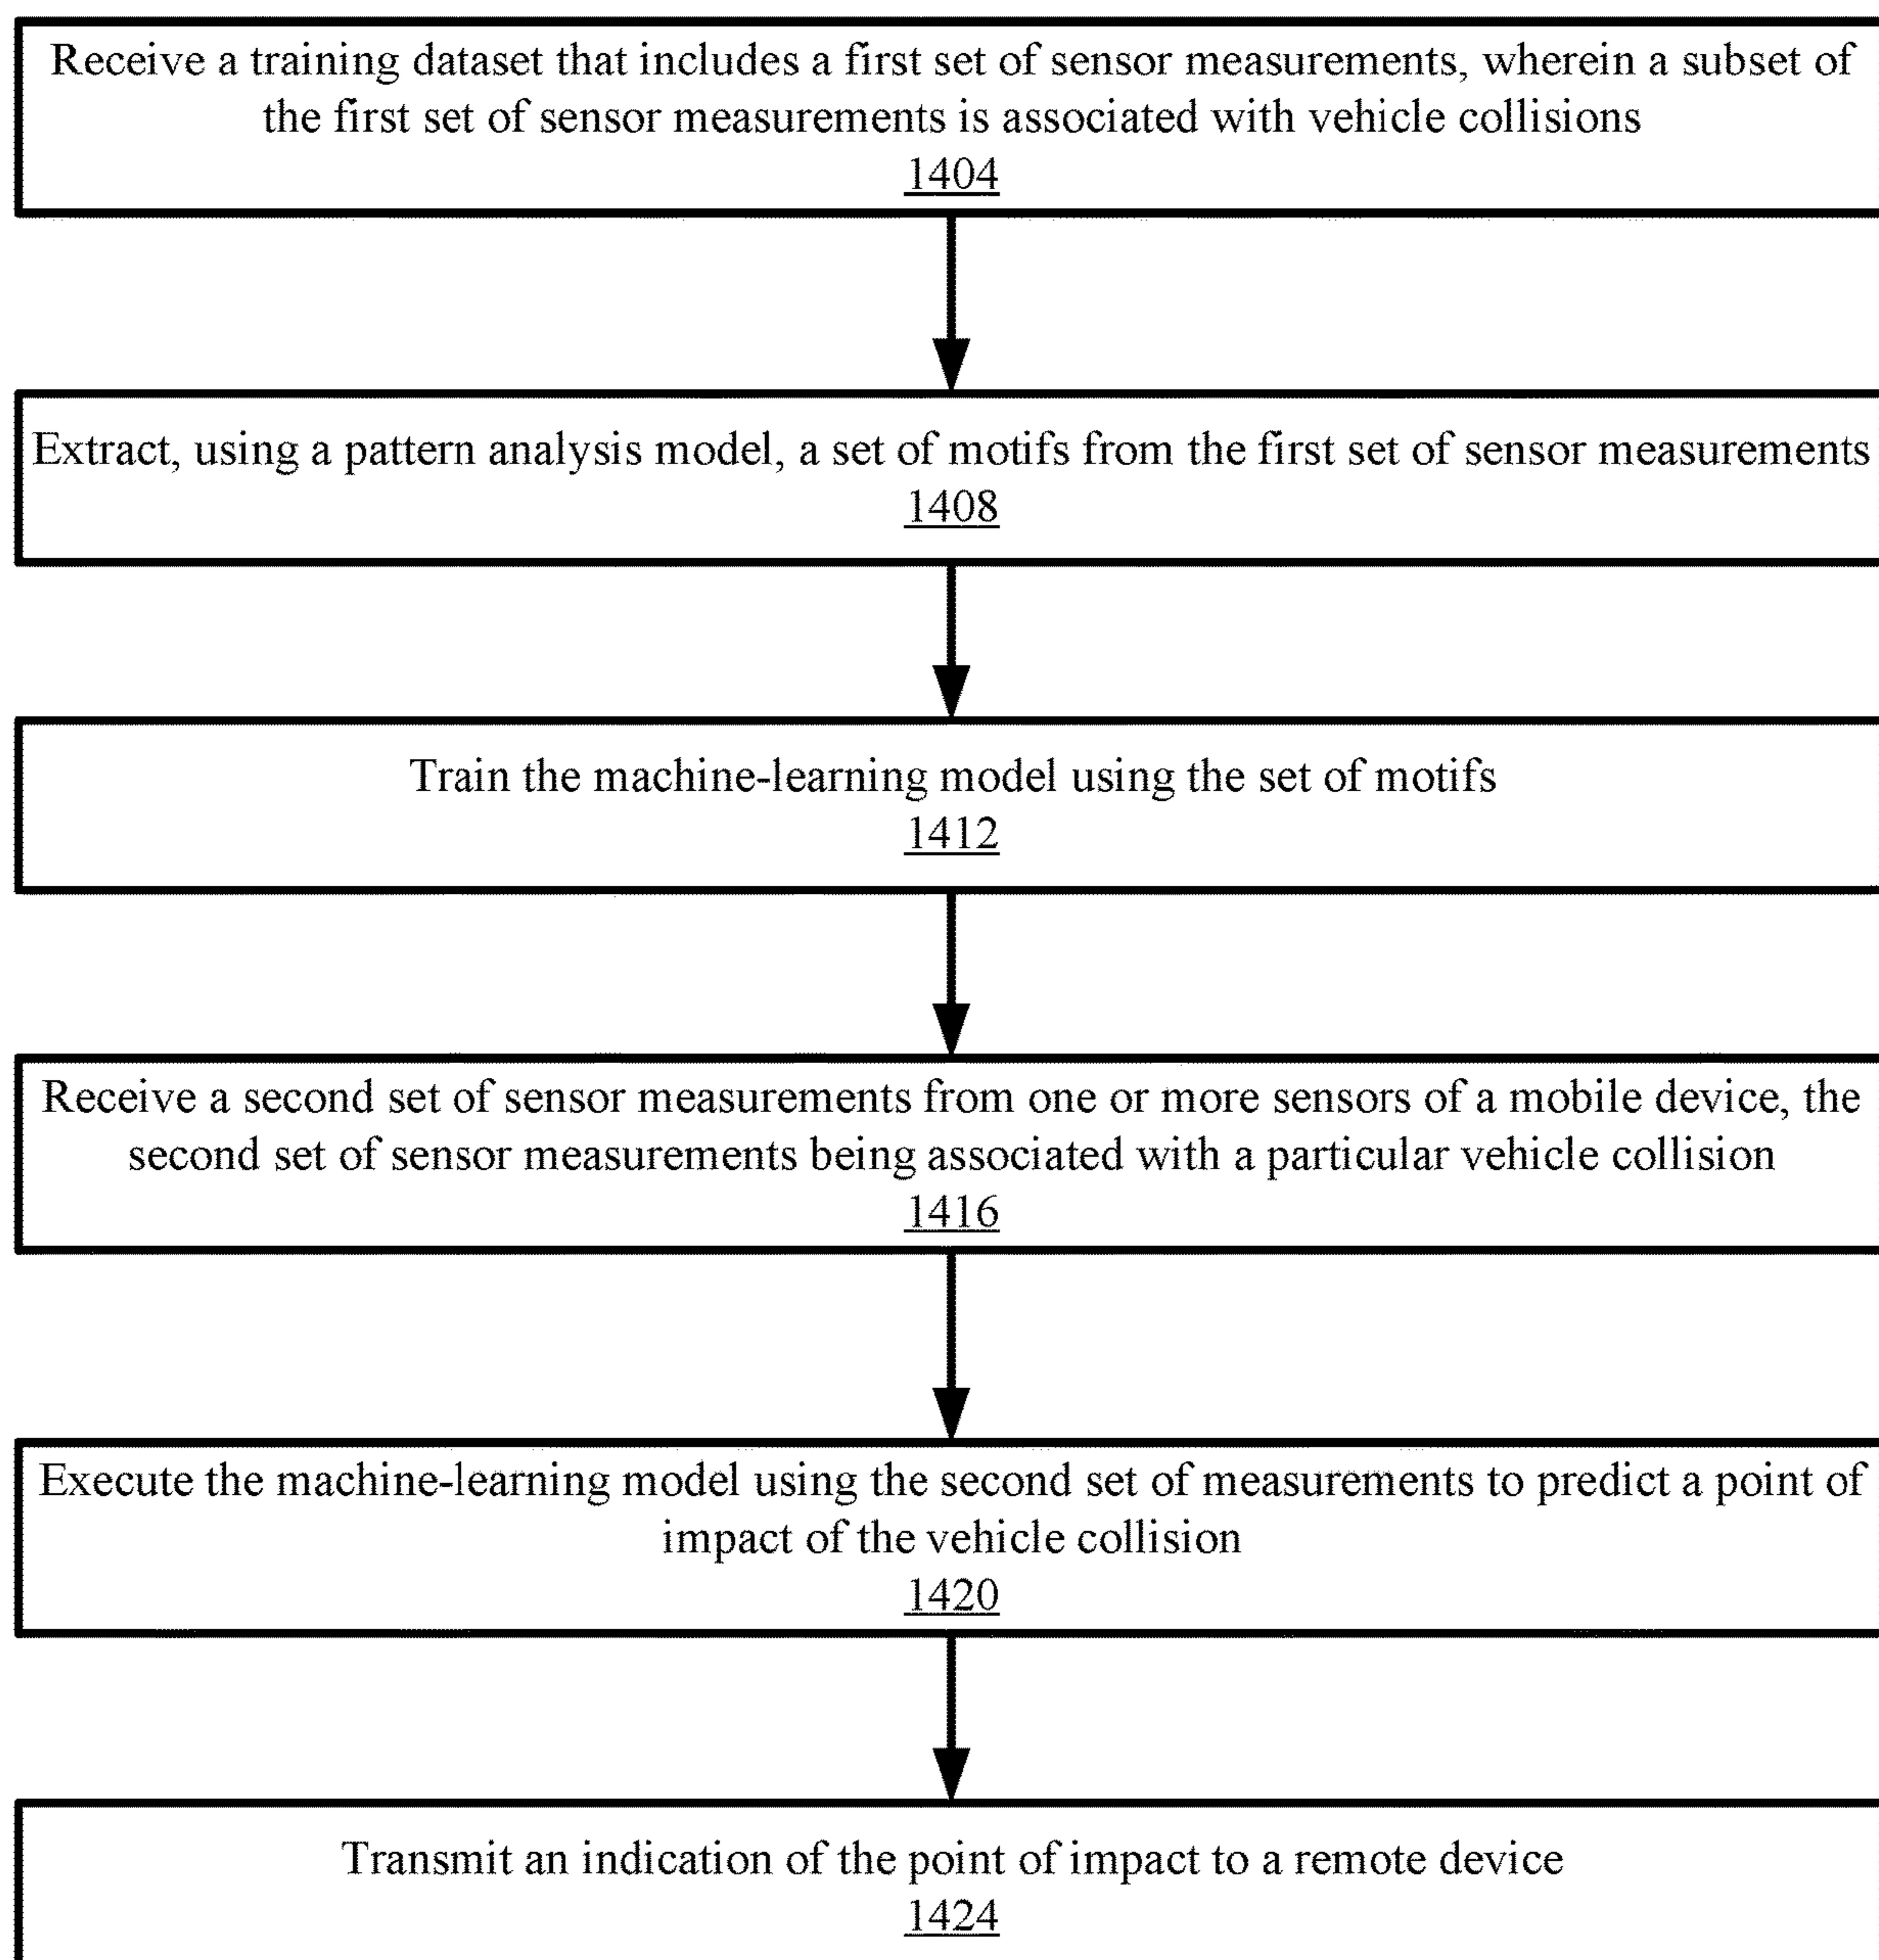 Receive a training dataset that includes a first set of sensor measurements, wherein a subset of
the first set of sensor measurements is associated with vehicle collisions
1404
Extract, using a pattern analysis model, a set of motifs from the first set of sensor measurements
1408
Train the machine-learning model using the set of motifs
1412
Receive a second set of sensor measurements from one or more sensors of a mobile device, the
second set of sensor measurements being associated with a particular vehicle collision
1416
Execute the machine-learning model using the second set of measurements to predict a point of
impact of the vehicle collision
1420
Transmit an indication of the point of impact to a remote device
1424